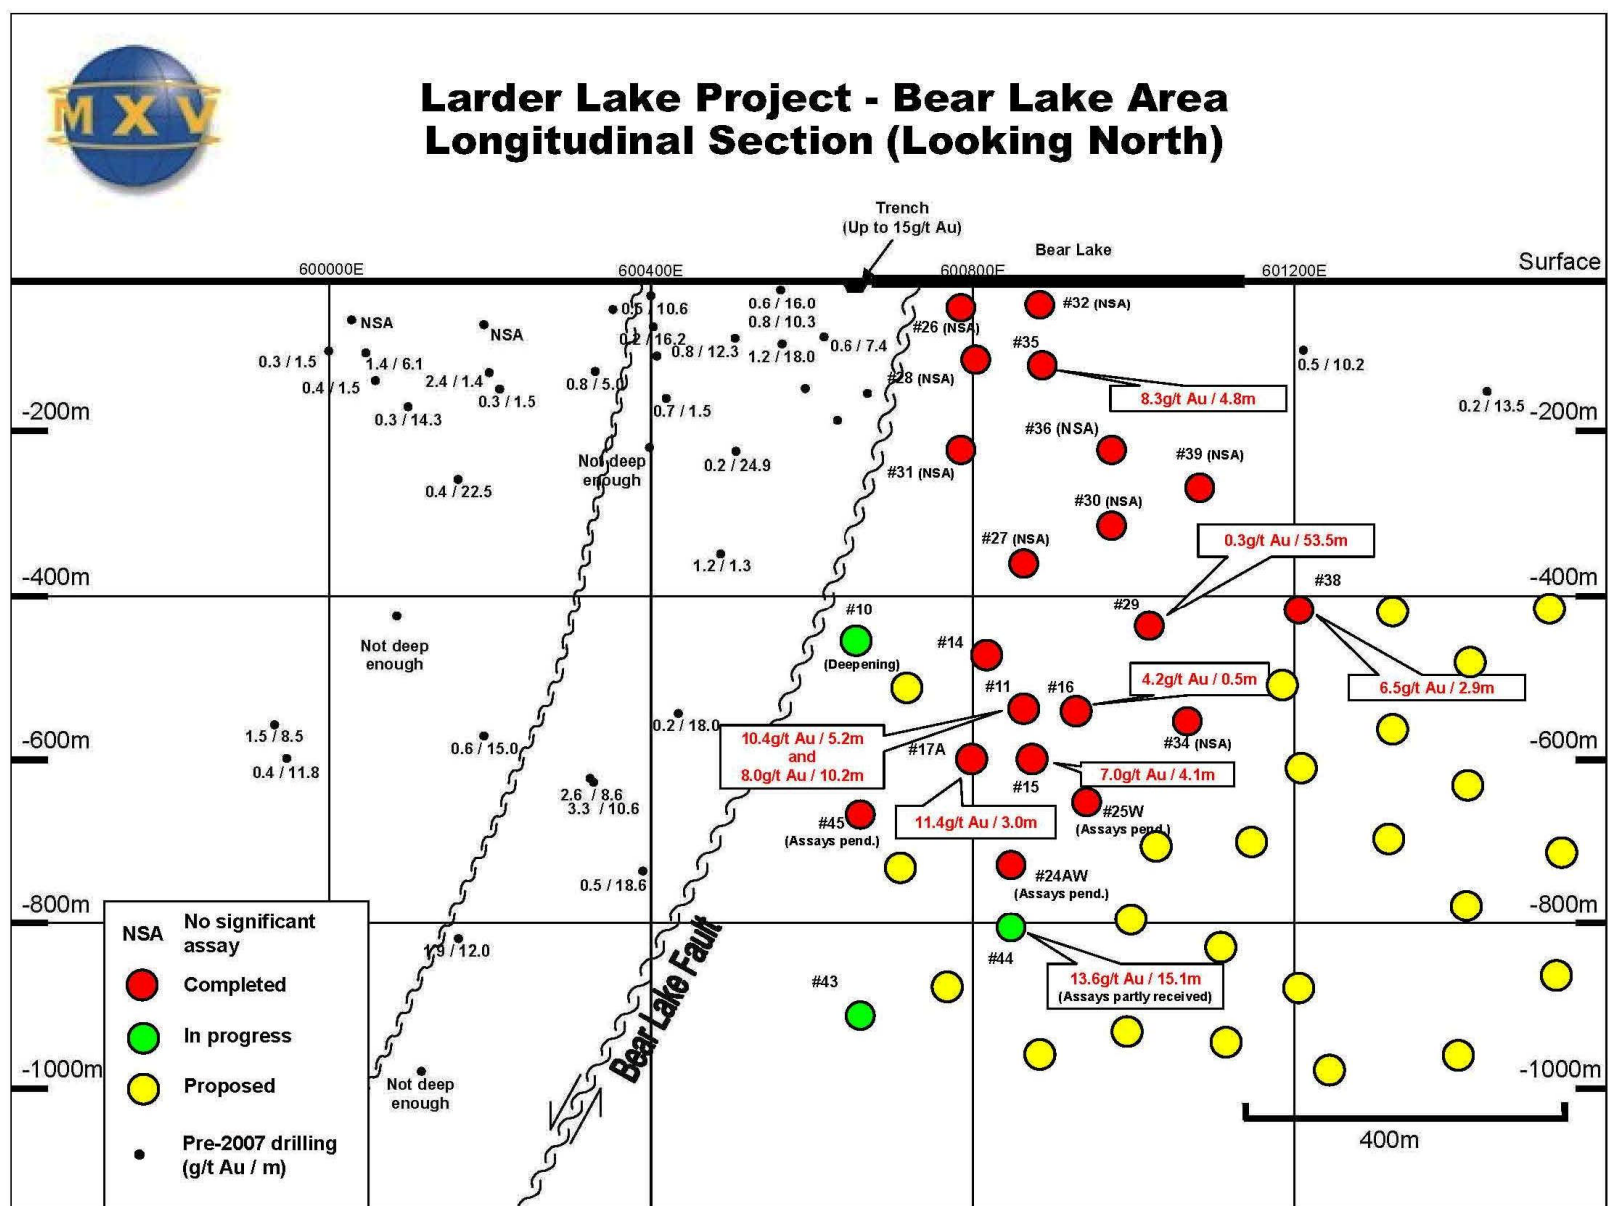 MXV
Larder Lake Project - Bear Lake Area
Longitudinal Section (Looking North)
Trench
(Up to 15g/t Au)
Bear Lake
Surface
600000E
600400E
600800E
601200E
NSA
NSA
0.5 / 10.6
0.6 / 16.0
0.8 / 10.3
#26 (NSA)
#32 (NSA)
0.3 / 1.5
1.4 / 6.1
0.2 / 16.2
0.8 / 12.3
1.2 / 18.0
0.6 / 7.4
#35
0.5 / 10.2
0.4 / 1.5
2.4 / 1.4
0.3 / 1.5
0.8 / 5.0
#28 (NSA)
8.3g/t Au / 4.8m
0.3 / 14.3
0.7 / 1.5
0.2 / 13.5
-200m
-200m
#36 (NSA)
#39 (NSA)
Not deep
enough
0.2 / 24.9
#31 (NSA)
0.4 / 22.5
#30 (NSA)
#27 (NSA)
0.3g/t Au / 53.5m
1.2 / 1.3
-400m
-400m
#38
#10
#29
(Deepening)
#14
Not deep
enough
#11
#16
4.2g/t Au / 0.5m
6.5g/t Au / 2.9m
0.2 / 18.0
10.4g/t Au / 5.2m
and
8.0g/t Au / 10.2m
#17A
#34 (NSA)
1.5 / 8.5
0.6 / 15.0
-600m
-600m
0.4 / 11.8
7.0g/t Au / 4.1m
#15
2.6 / 8.6
3.3 / 10.6
#45
(Assays pend.)
11.4g/t Au / 3.0m
#25W
(Assays pend.)
0.5 / 18.6
#24AW
(Assays pend.)
-800m
-800m
1.9 / 12.0
#44
13.6g/t Au / 15.1m
(Assays partly received)
#43
Bear Lake Fault
-1000m
-1000m
Not deep
enough
400m
NSA
No significant
assay
Completed
In progress
Proposed
Pre-2007 drilling
(g/t Au / m)